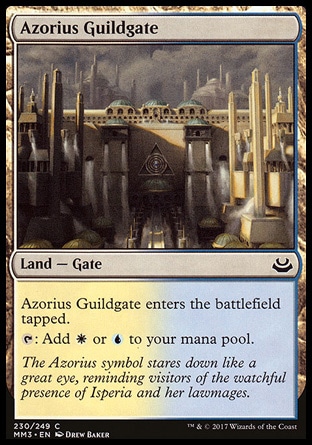 Azorius Guildgate
Land — Gate
Azorius Guildgate enters the battlefield
tapped.
: Add or to your mana pool.
The Azorius symbol stares down like a
great eye, reminding visitors of the watchful
presence of Isperia and her lawmages.
230/249 C
MM3 • EN Drew Baker
™ & © 2017 Wizards of the Coast